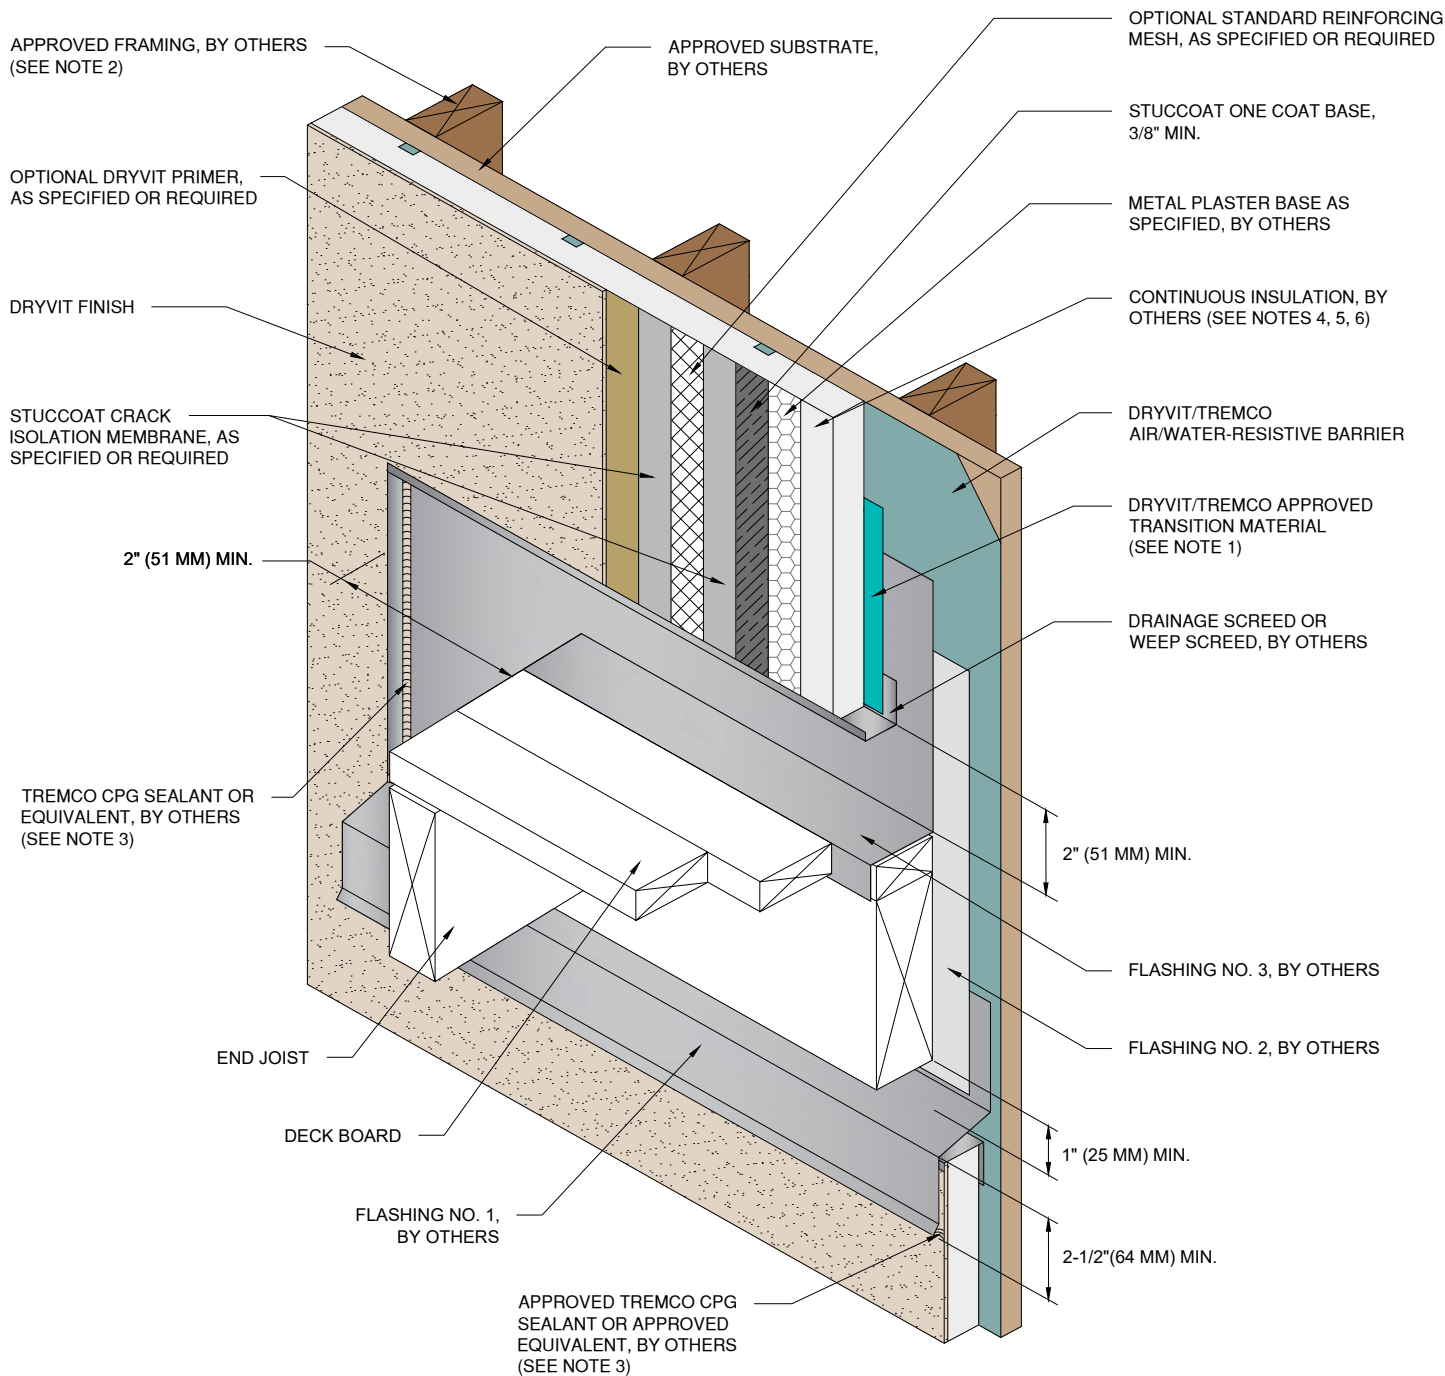 APPROVED FRAMING, BY OTHERS
(SEE NOTE 2)
APPROVED SUBSTRATE,
BY OTHERS
OPTIONAL STANDARD REINFORCING
MESH, AS SPECIFIED OR REQUIRED
STUCCOAT ONE COAT BASE,
3/8" MIN.
OPTIONAL DRYVIT PRIMER,
AS SPECIFIED OR REQUIRED
METAL PLASTER BASE AS
SPECIFIED, BY OTHERS
DRYVIT FINISH
CONTINUOUS INSULATION, BY
OTHERS (SEE NOTES 4, 5, 6)
STUCCOAT CRACK
ISOLATION MEMBRANE, AS
SPECIFIED OR REQUIRED
DRYVIT/TREMCO
AIR/WATER-RESISTIVE BARRIER
DRYVIT/TREMCO APPROVED
TRANSITION MATERIAL
(SEE NOTE 1)
2" (51 MM) MIN.
DRAINAGE SCREED OR
WEEP SCREED, BY OTHERS
TREMCO CPG SEALANT OR
EQUIVALENT, BY OTHERS
(SEE NOTE 3)
2" (51 MM) MIN.
FLASHING NO. 3, BY OTHERS
END JOIST
FLASHING NO. 2, BY OTHERS
DECK BOARD
1" (25 MM) MIN.
FLASHING NO. 1,
BY OTHERS
2-1/2"(64 MM) MIN.
APPROVED TREMCO CPG
SEALANT OR APPROVED
EQUIVALENT, BY OTHERS
(SEE NOTE 3)